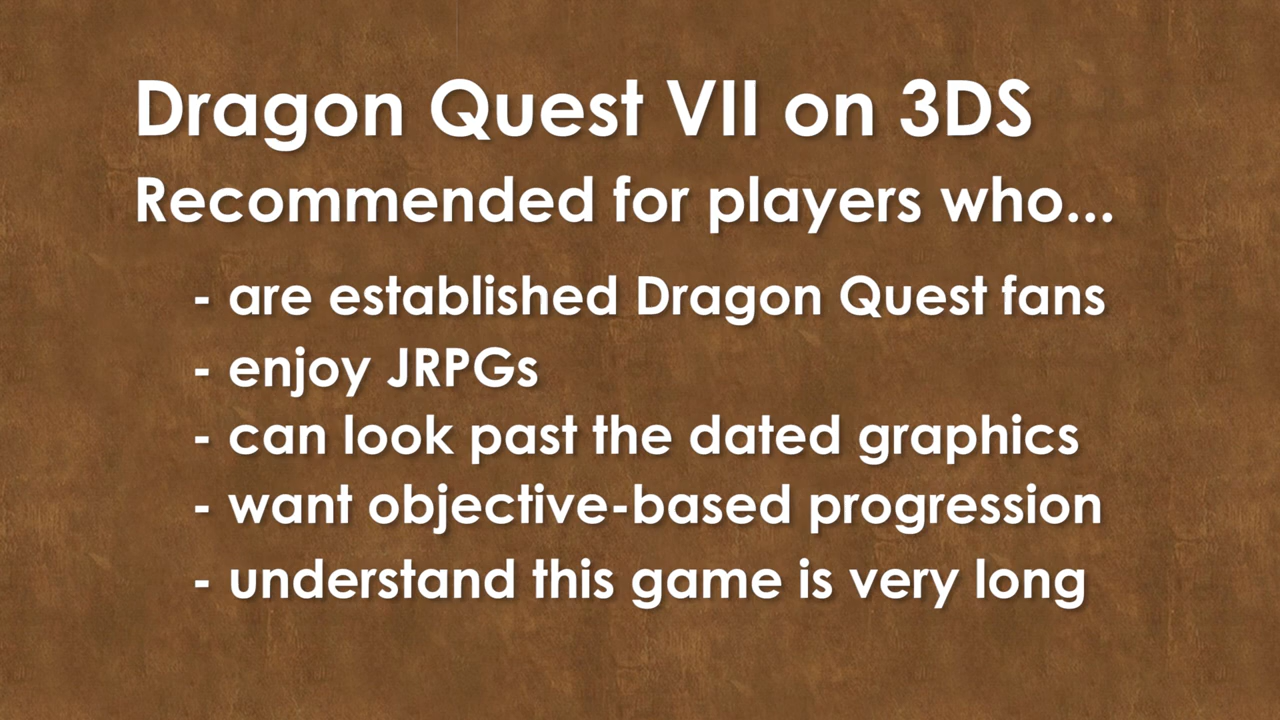 Dragon Quest VII on 3DS
Recommended for players who...
- are established Dragon Quest fans
- enjoy JRPGs
- can look past the dated graphics
- want objective-based progression
- understand this game is very long